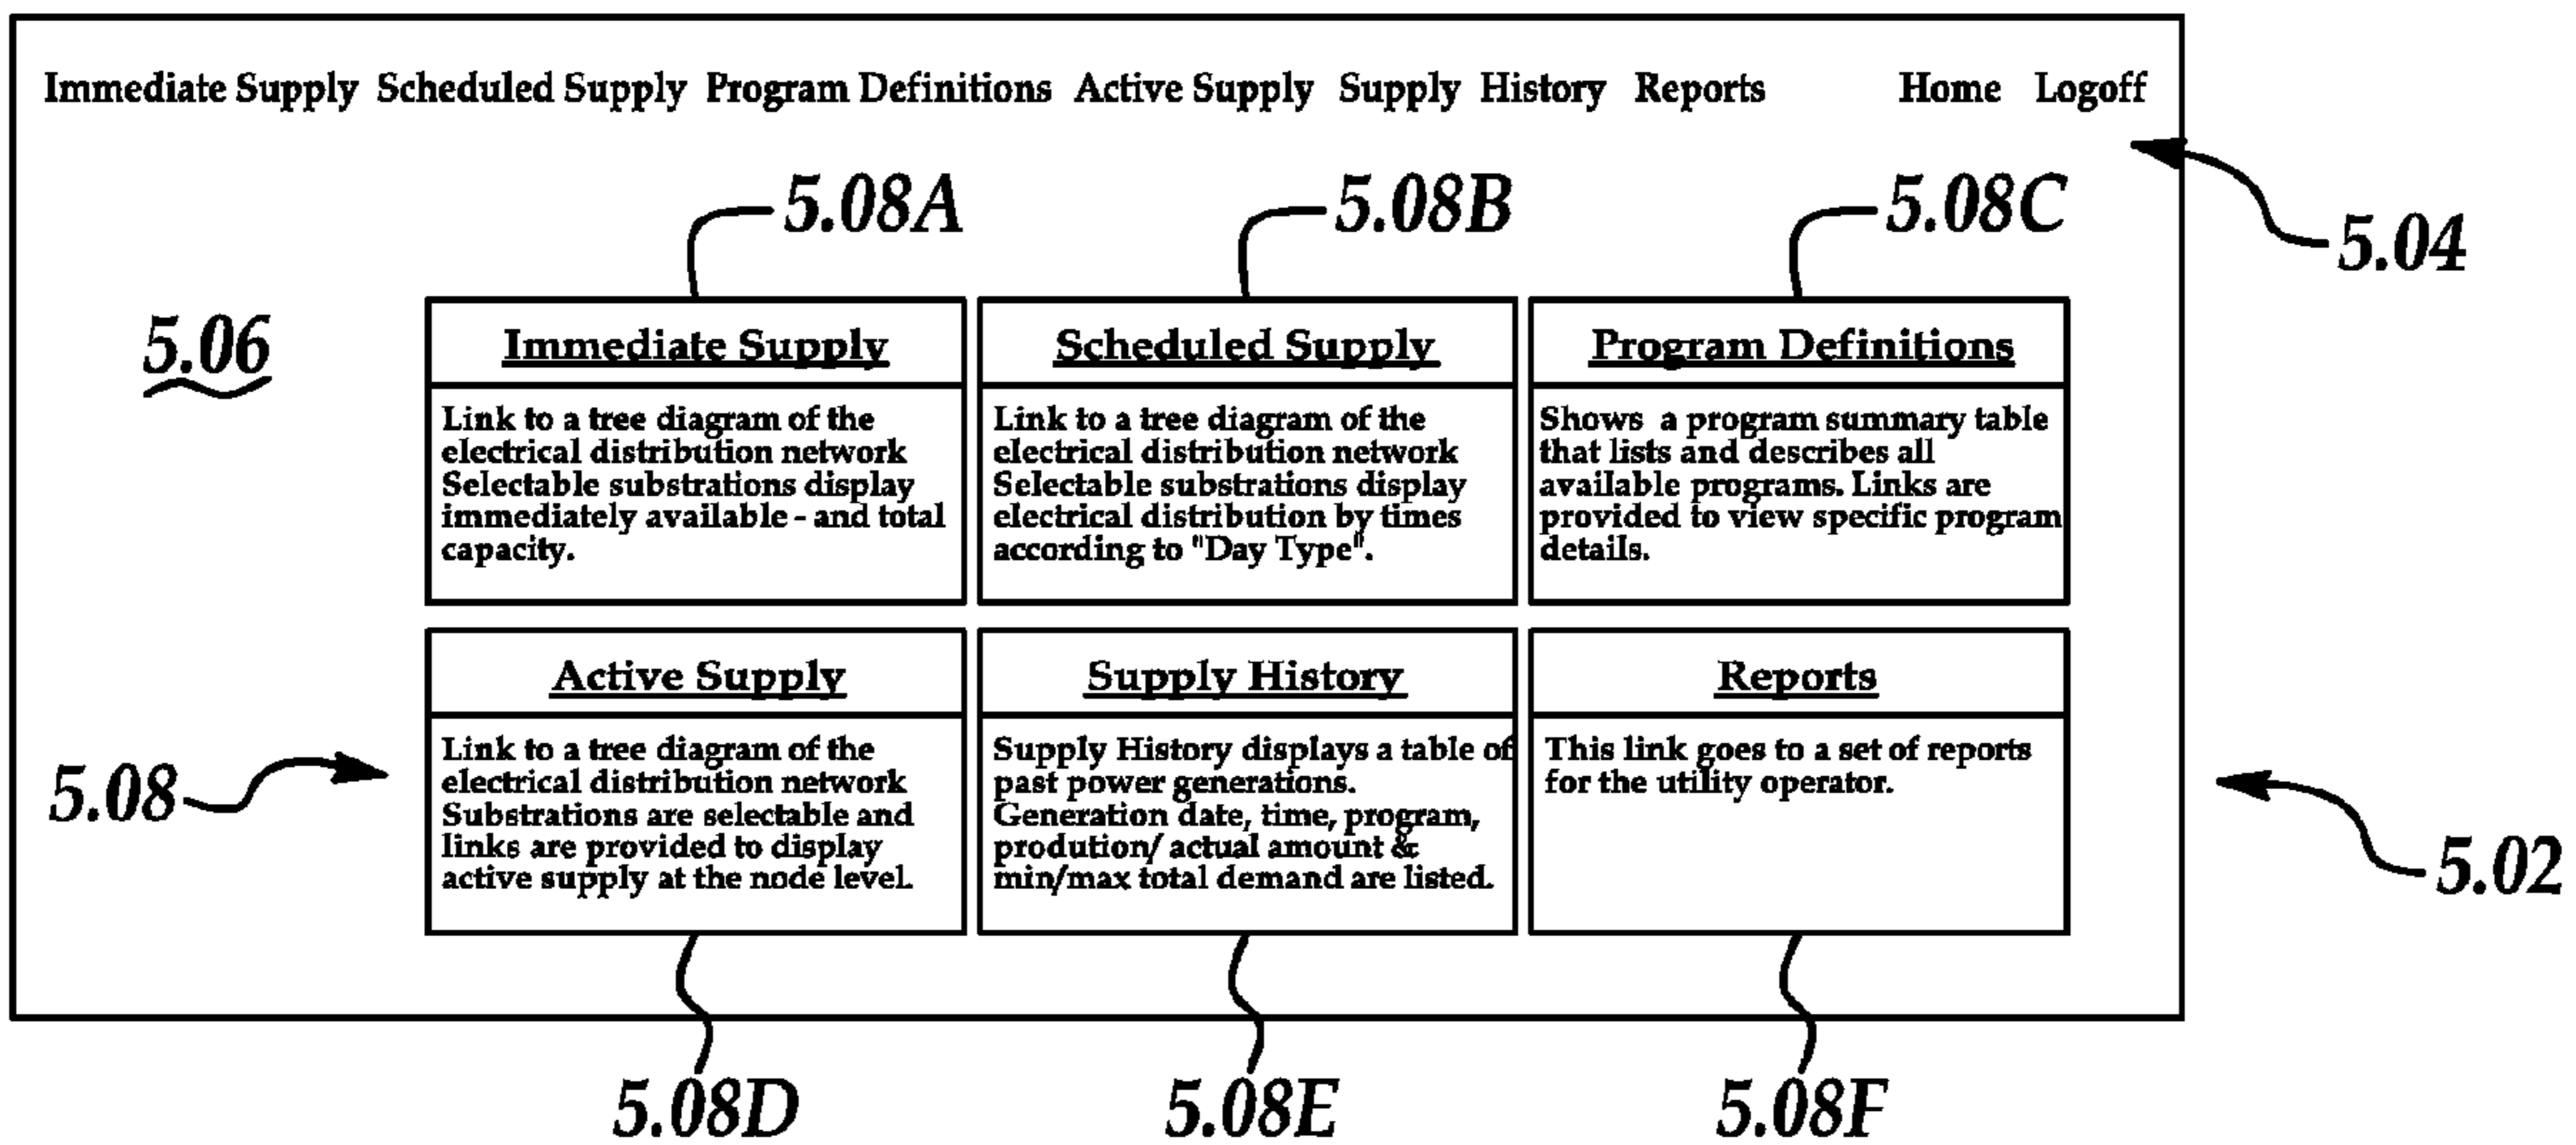 Immediate Supply Scheduled Supply Program Definitions Active Supply Supply History Reports Home Logoff
5.08A
5.08B
5.08C
5.04
5.06
Immediate Supply
Link to a tree diagram of the
electrical distribution network
Selectable substrations display
immediately available - and total
capacity.
Scheduled Supply
Link to a tree diagram of the
electrical distribution network
Selectable substrations display
electrical distribution by times
according to "Day Type".
Program Definitions
Shows a program summary table
that lists and describes all
available programs. Links are
provided to view specific program
details.
Active Supply
Link to a tree diagram of the
electrical distribution network
Substrations are selectable and
links are provided to display
active supply at the node level.
Supply History
Supply History displays a table of
past power generations.
Generation date, time, program,
prodution/ actual amount &
min/max total demand are listed.
Reports
This link goes to a set of reports
for the utility operator.
5.08
5.02
5.08D
5.08E
5.08F